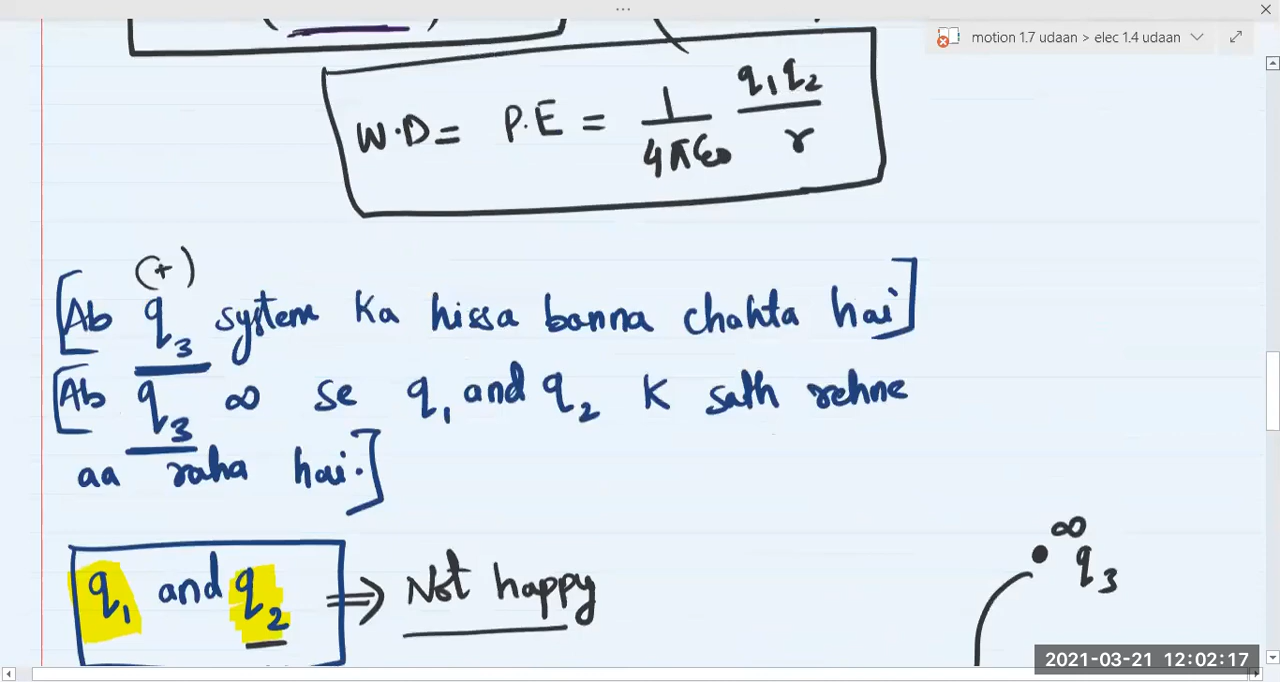 motion 1.7 udaan > elec 1.4 udaan
W.D = P.E = 1/4πε₀ q₁q₂/r
(+)
[Ab q₃ system ka hissa banna chahta hai]
[Ab q₃ ∞ se q₁ and q₂ K sath rehne
aa raha hai.]
∞
q₃
q₁ and q₂ ⇒ Not happy
2021-03-21 12:02:17